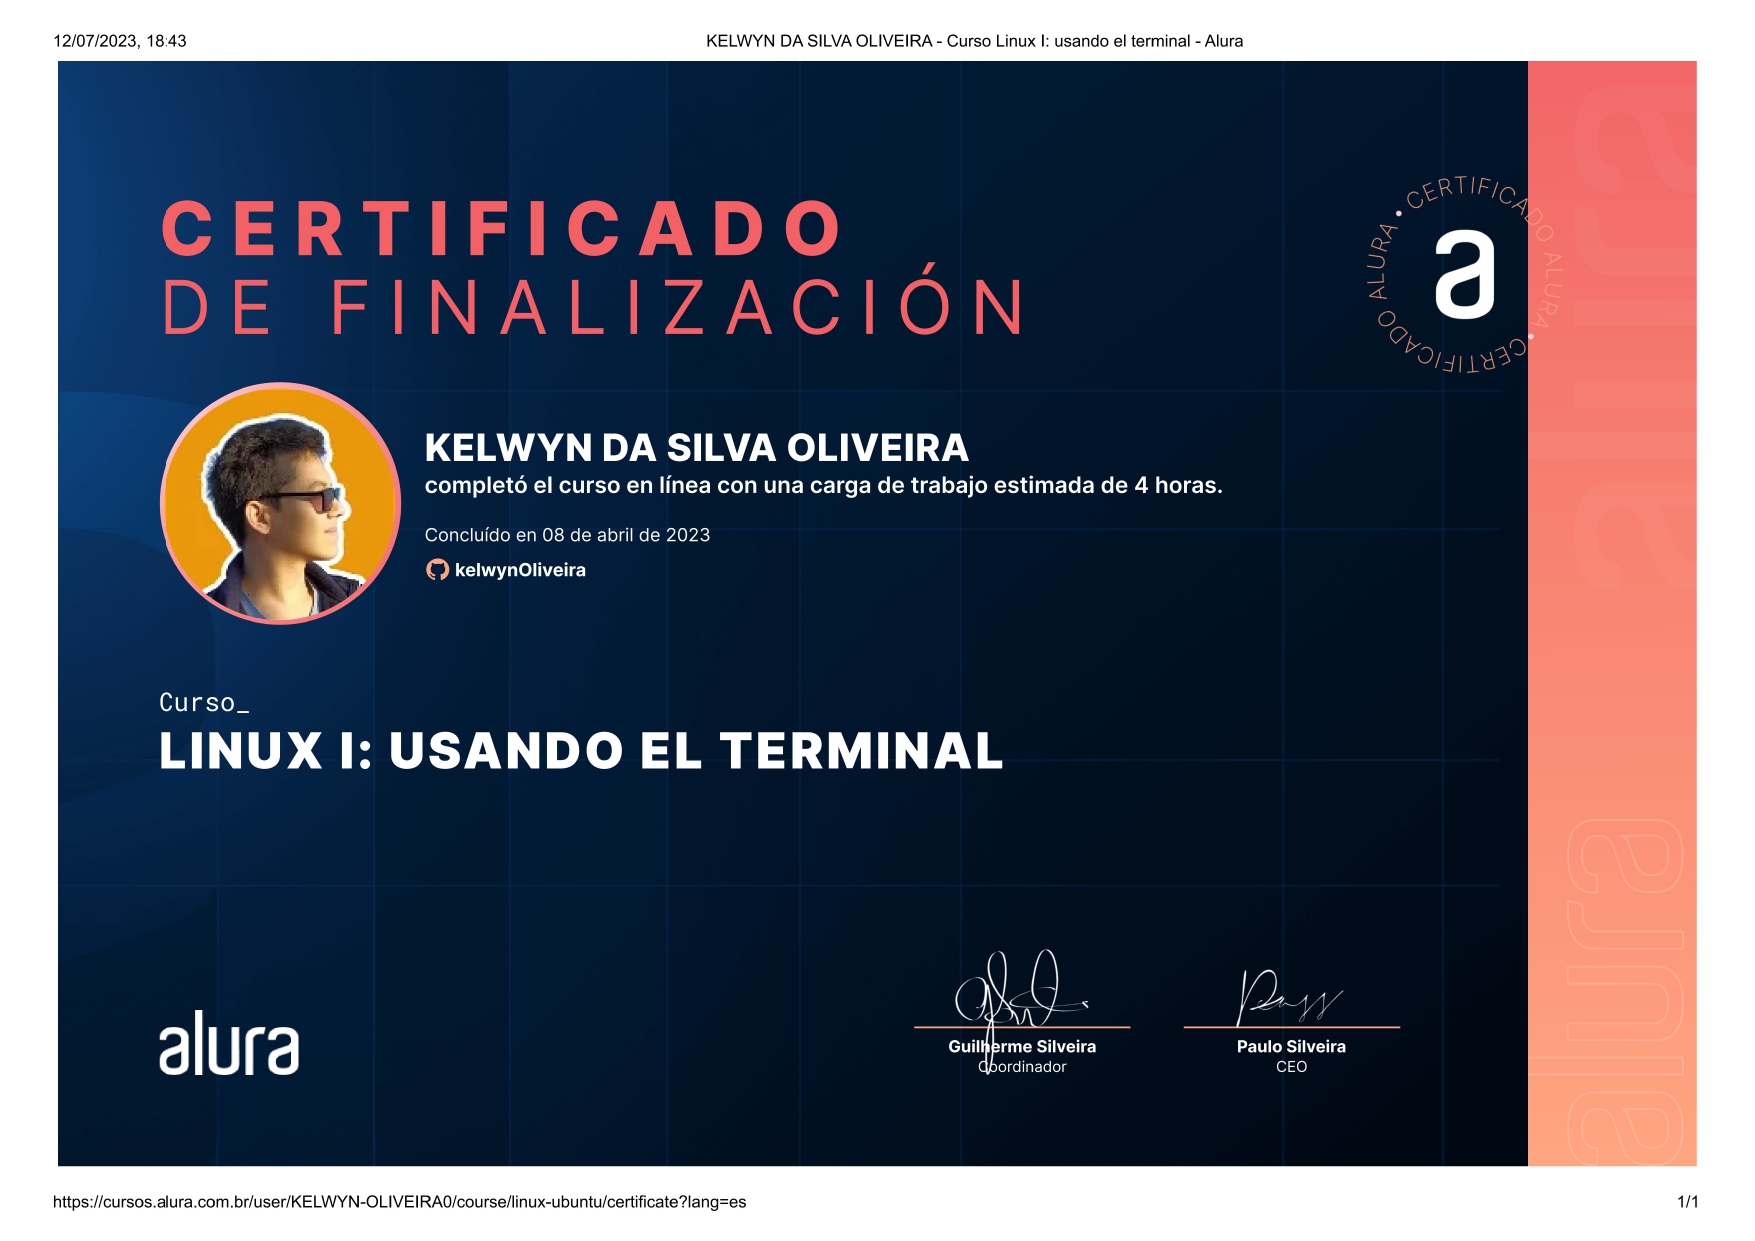 12/07/2023, 18:43
KELWYN DA SILVA OLIVEIRA - Curso Linux I: usando el terminal - Alura
CERTIFICADO
DE FINALIZACIÓN
CERTIFICADO ALURA • CERTIFICADO ALURA •
a
KELWYN DA SILVA OLIVEIRA
completó el curso en línea con una carga de trabajo estimada de 4 horas.
Concluído en 08 de abril de 2023
kelwynOliveira
Curso_
LINUX I: USANDO EL TERMINAL
alura
Guilherme Silveira
Coordinador
Paulo Silveira
CEO
alura
alura
https://cursos.alura.com.br/user/KELWYN-OLIVEIRA0/course/linux-ubuntu/certificate?lang=es
1/1